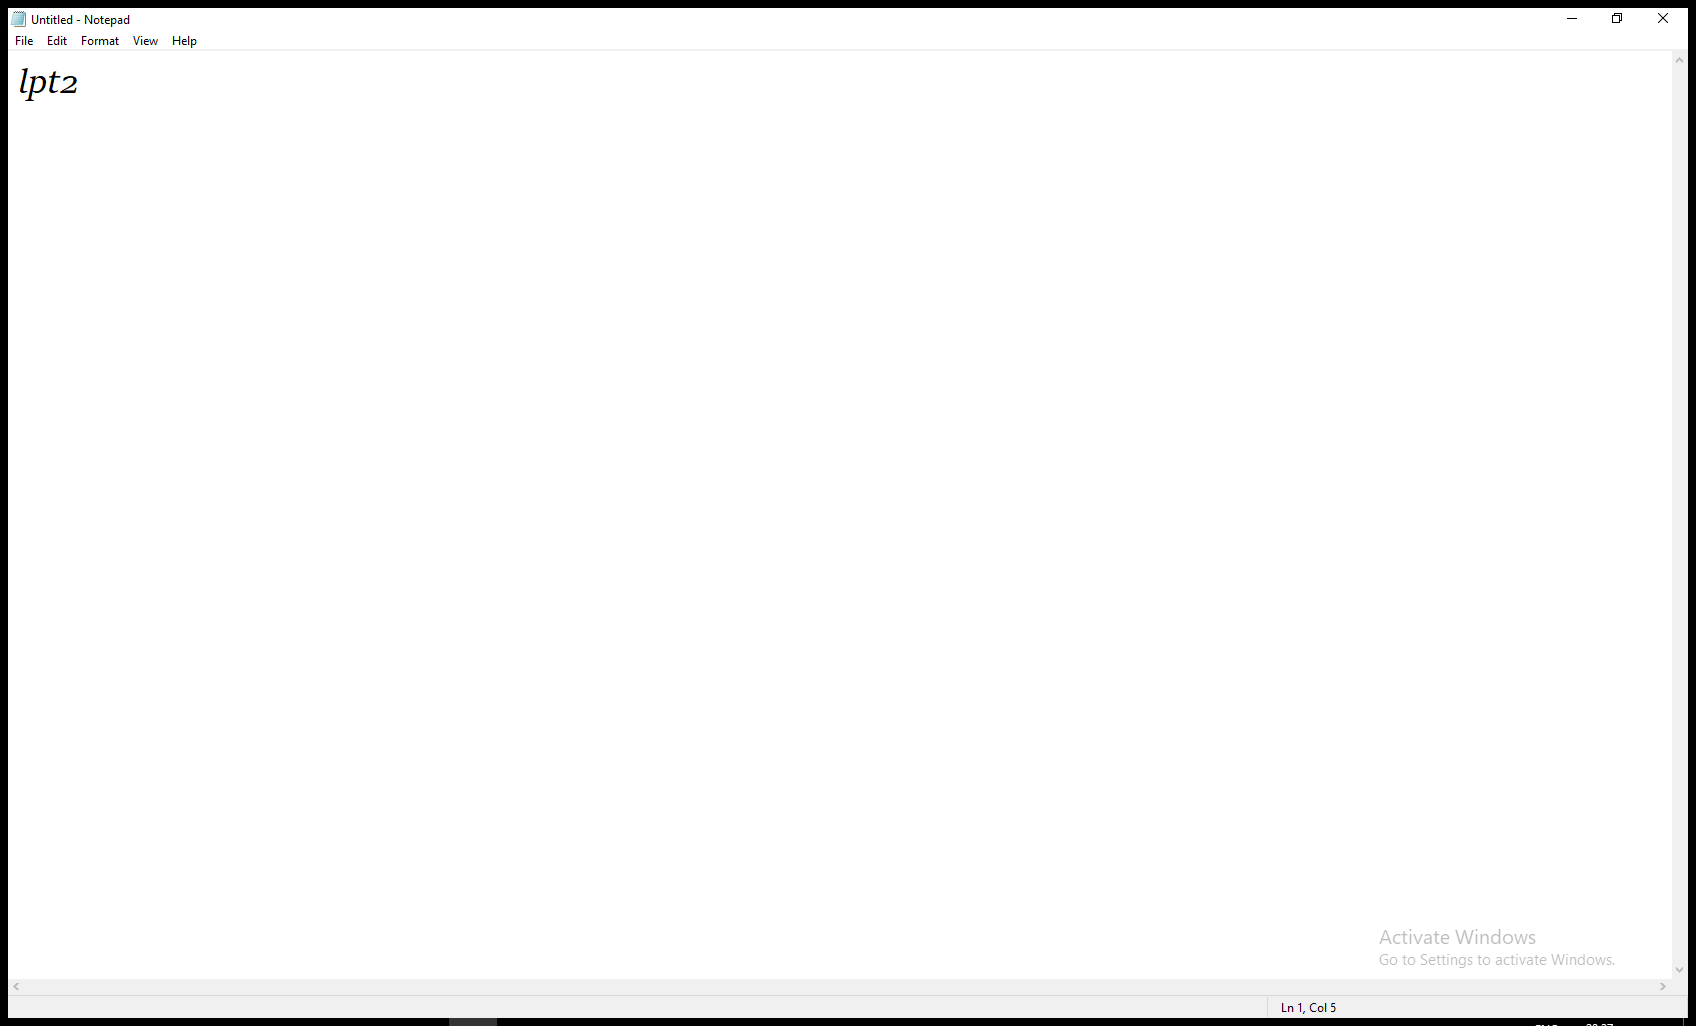 Untitled - Notepad
File Edit Format View Help
lpt2
Activate Windows
Go to Settings to activate Windows.
Ln 1, Col 5